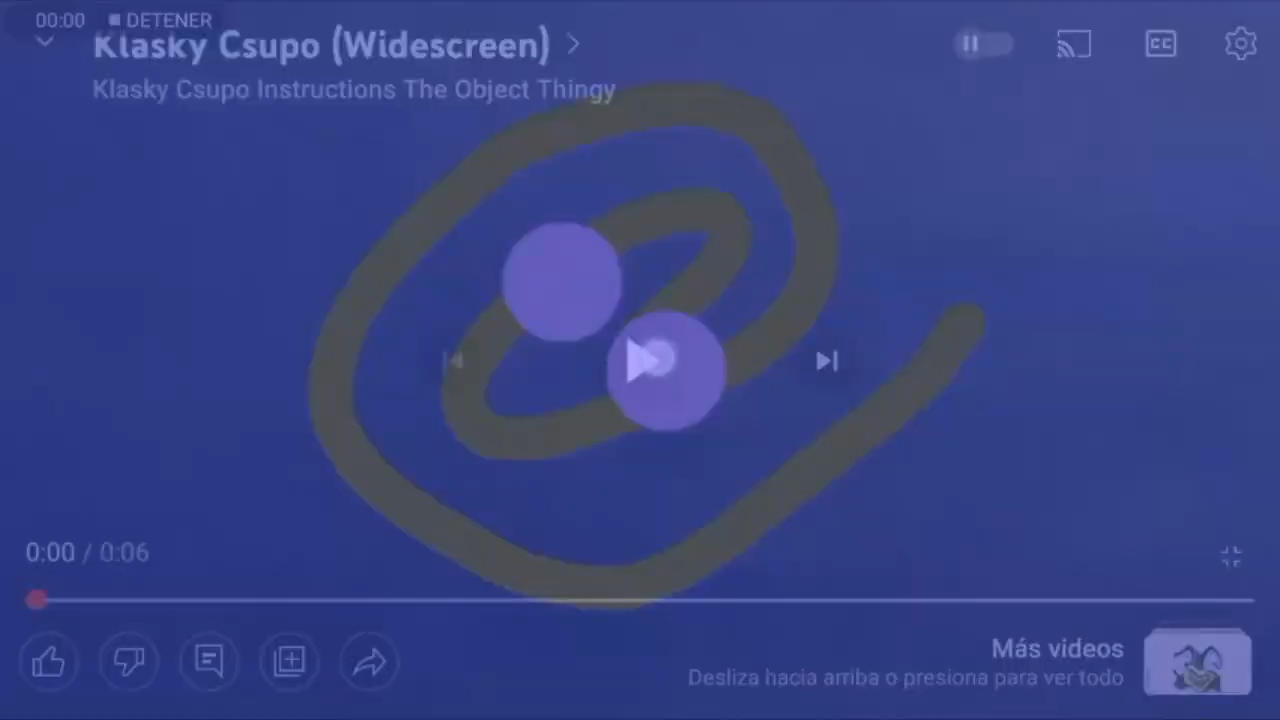 00:00 DETENER
Klasky Csupo (Widescreen)
Klasky Csupo Instructions The Object Thingy
CC
0:00 / 0:06
Más videos
Desliza hacia arriba o presiona para ver todo